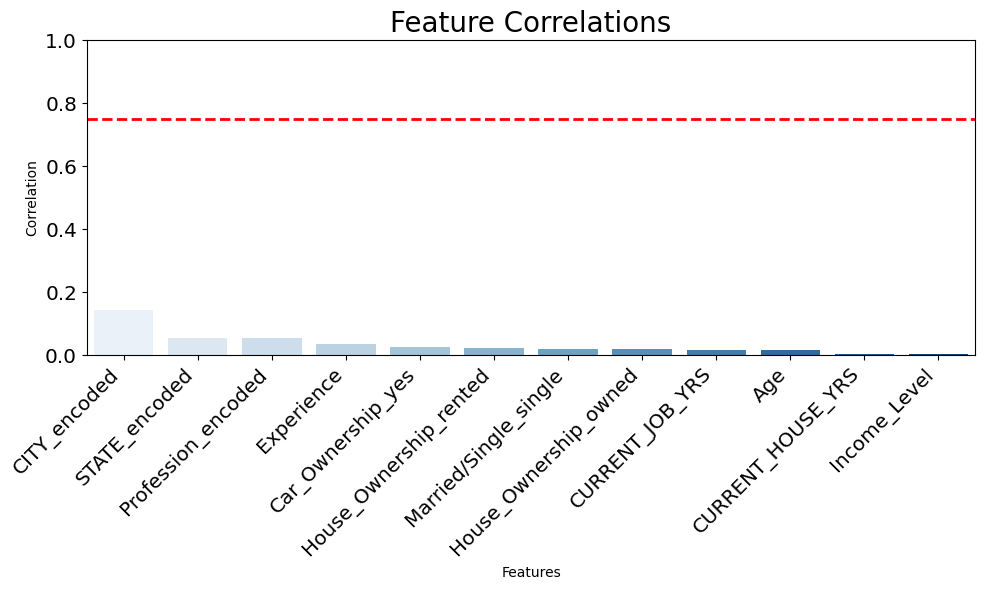 Feature Correlations
1.0
0.8
0.6
0.4
0.2
0.0
Correlation
CITY_encoded
STATE_encoded
Profession_encoded
Experience
Car_Ownership_yes
House_Ownership_rented
Married/Single_single
House_Ownership_owned
CURRENT_JOB_YRS
Age
CURRENT_HOUSE_YRS
Income_Level
Features